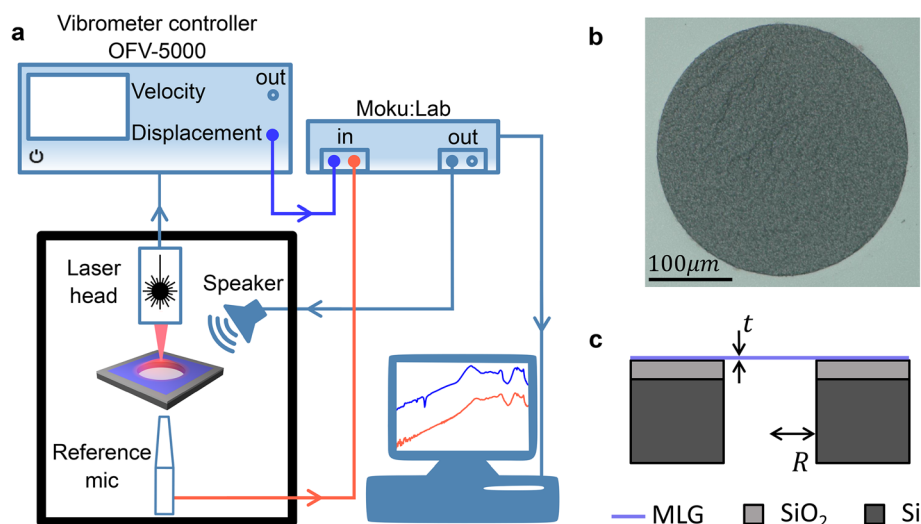 a
Vibrometer controller
OFV-5000
out
Velocity
Displacement
Moku:Lab
in
out
Laser
head
Speaker
Reference
mic
b
100μm
c
t
R
MLG
SiO₂
Si